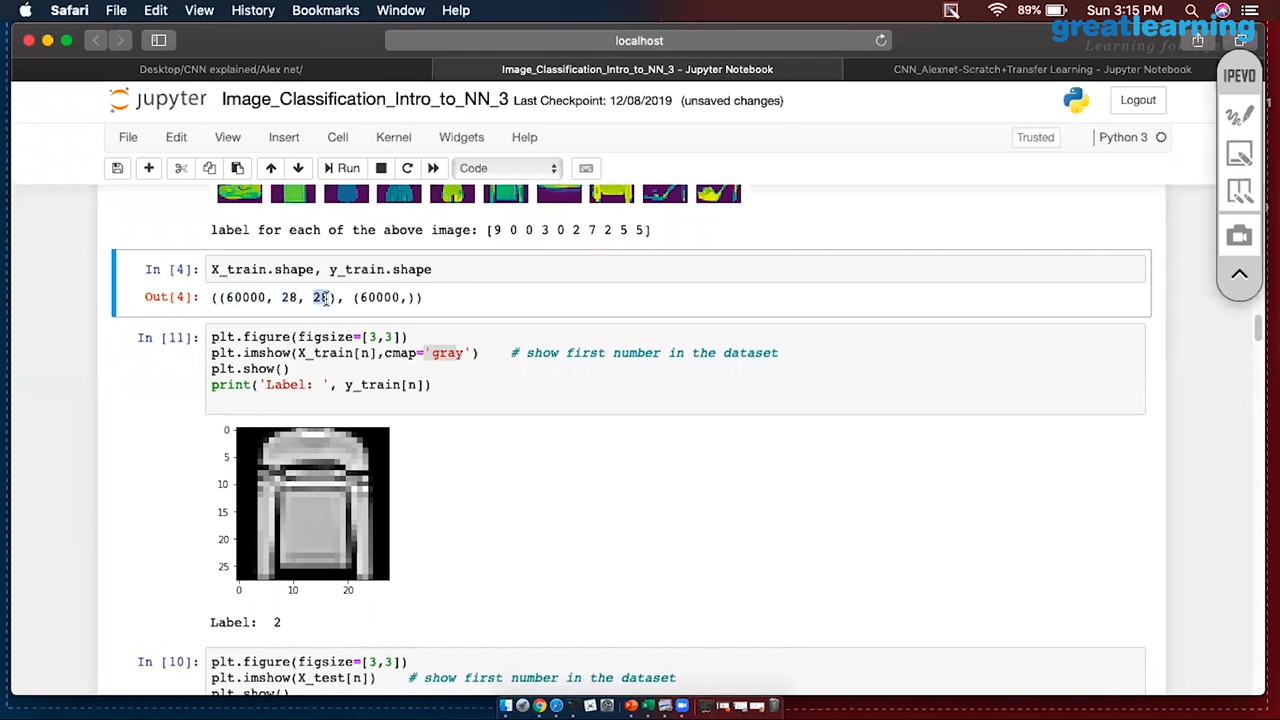 Safari File Edit View History Bookmarks Window Help 89% Sun 3:15 PM
greatlearning
Learning for
localhost
Desktop/CNN explained/Alex net/ Image_Classification_Intro_to_NN_3 - Jupyter Notebook CNN_Alexnet-Scratch+Transfer Learning - Jupyter Notebook
IPEVO
jupyter Image_Classification_Intro_to_NN_3 Last Checkpoint: 12/08/2019 (unsaved changes) Logout
File Edit View Insert Cell Kernel Widgets Help Trusted Python 3
Run Code
label for each of the above image: [9 0 0 3 0 2 7 2 5 5]
In [4]: X_train.shape, y_train.shape
Out[4]: ((60000, 28, 28), (60000,))
In [11]: plt.figure(figsize=[3,3])
plt.imshow(X_train[n],cmap='gray') # show first number in the dataset
plt.show()
print('Label: ', y_train[n])
0
5
10
15
20
25
0 10 20
Label: 2
In [10]: plt.figure(figsize=[3,3])
plt.imshow(X_test[n]) # show first number in the dataset
plt.show()